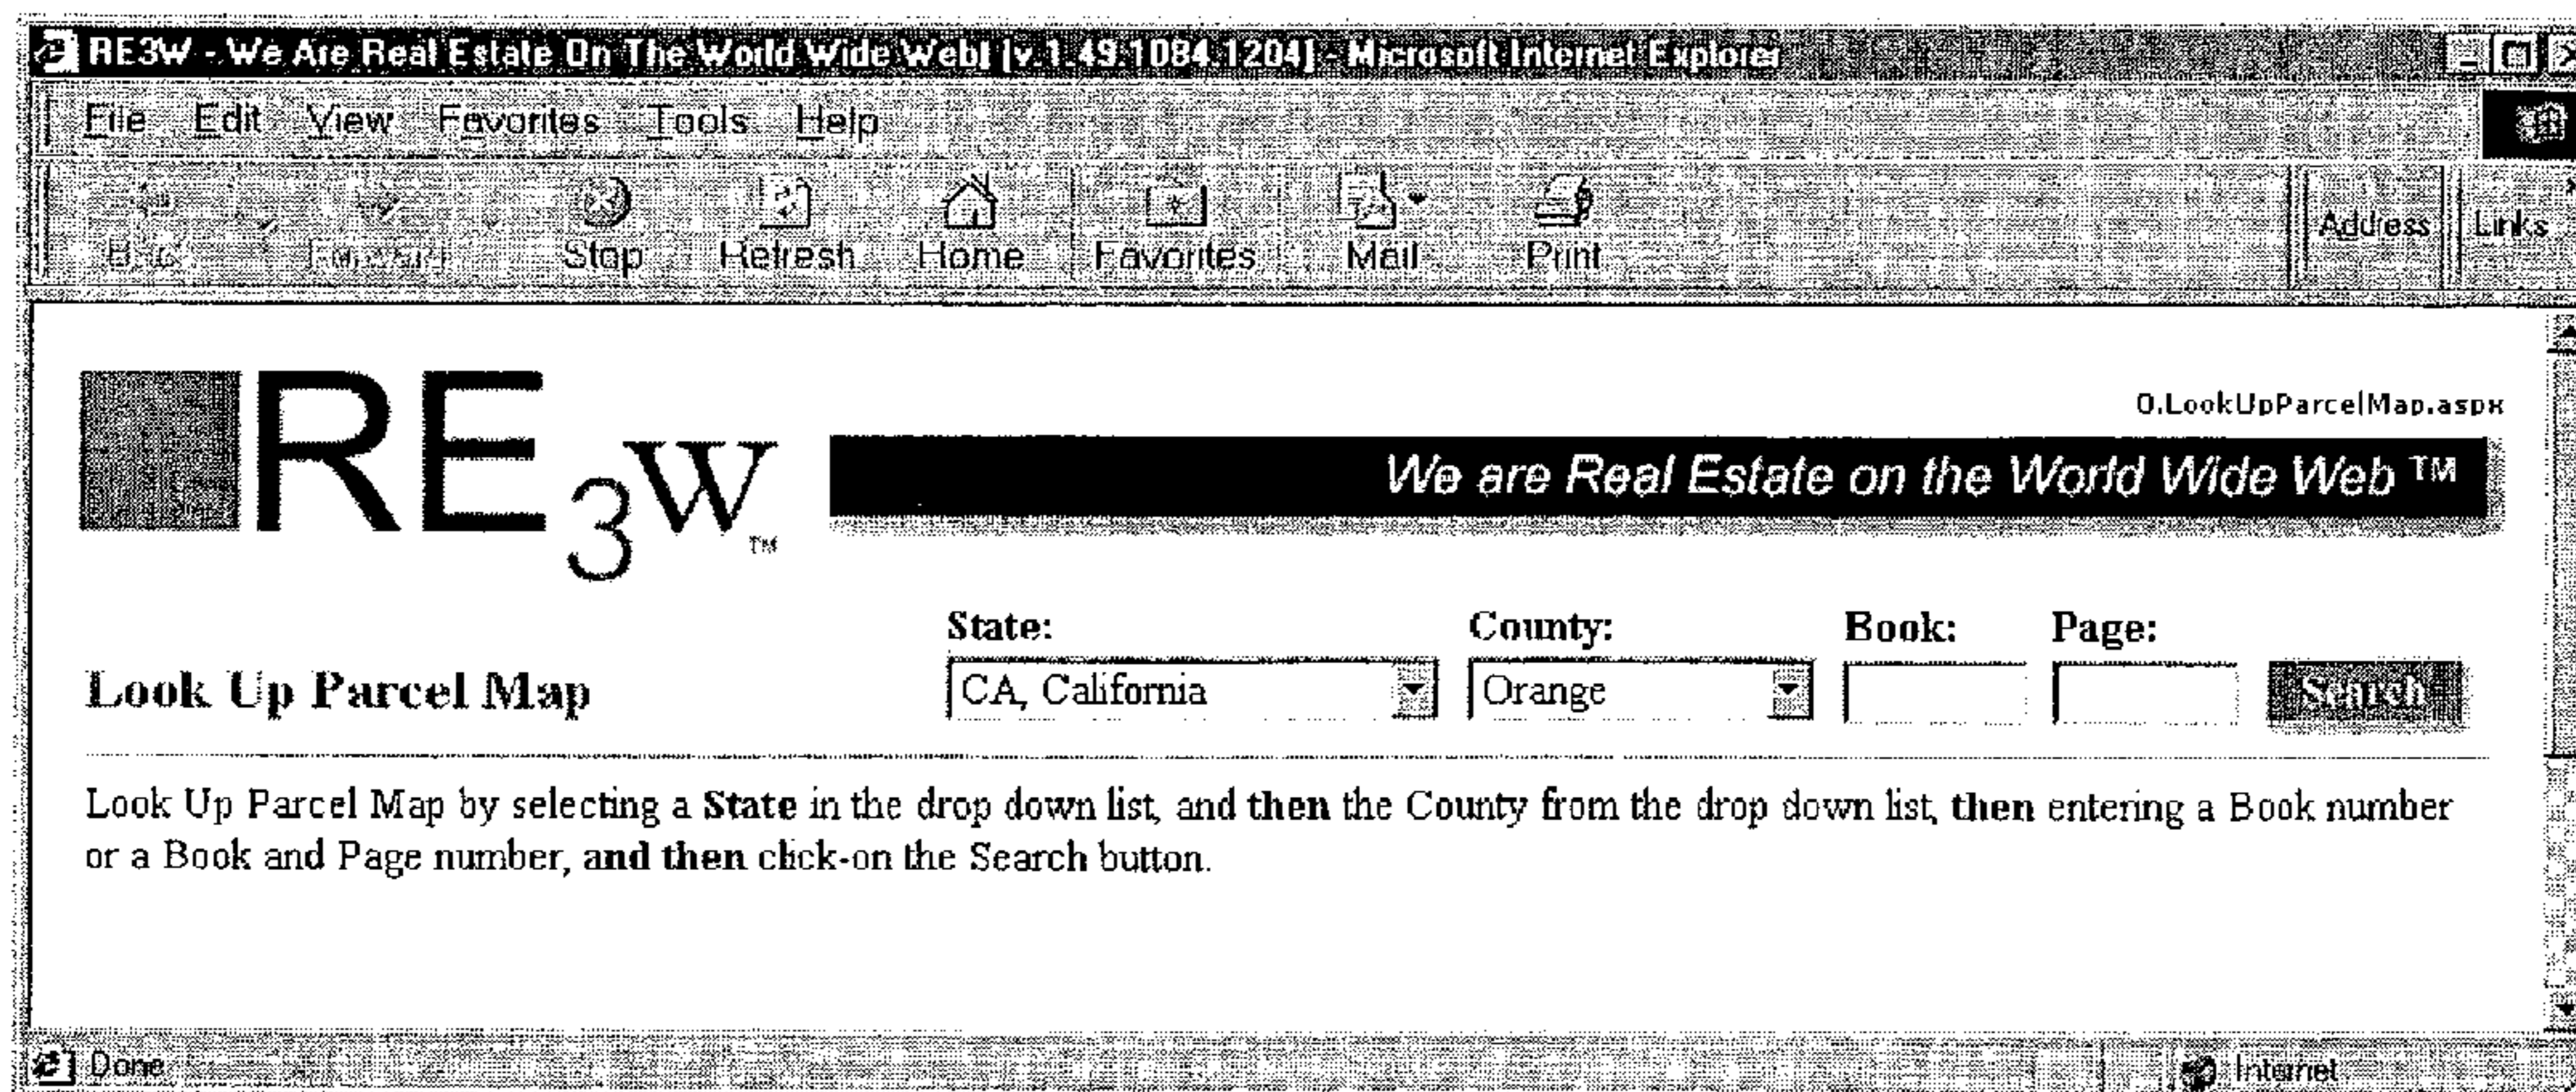 RE3W - We Are Real Estate On The World Wide Web! [v.1.49.1084.1204] - Microsoft Internet Explorer
File Edit View Favorites Tools Help
Back Forward Stop Refresh Home Favorites Mail Print Address Links
0.LookUpParcelMap.aspx
RE3W™
We are Real Estate on the World Wide Web ™
State: County: Book: Page:
Look Up Parcel Map CA, California Orange Search
Look Up Parcel Map by selecting a State in the drop down list, and then the County from the drop down list, then entering a Book number
or a Book and Page number, and then click-on the Search button.
Done Internet